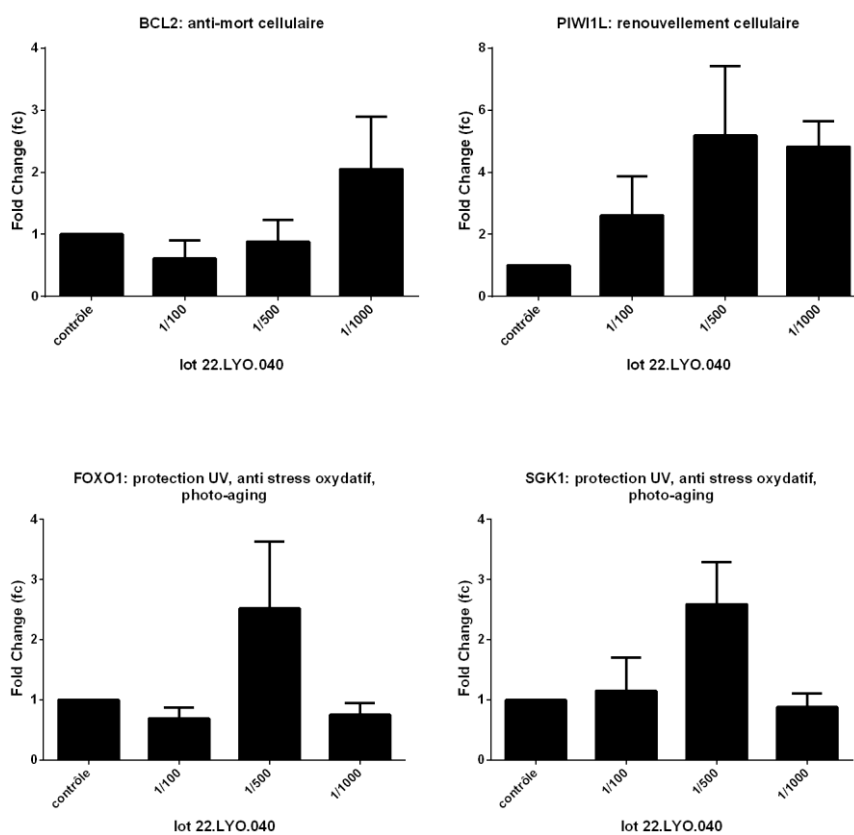 BCL2: anti-mort cellulaire
Fold Change (fc)
4
3
2
1
0
contrôle
1/100
1/500
1/1000
lot 22.LYO.040
PIWI1L: renouvellement cellulaire
Fold Change (fc)
8
6
4
2
0
contrôle
1/100
1/500
1/1000
lot 22.LYO.040
FOXO1: protection UV, anti stress oxydatif,
photo-aging
Fold Change (fc)
4
3
2
1
0
contrôle
1/100
1/500
1/1000
lot 22.LYO.040
SGK1: protection UV, anti stress oxydatif,
photo-aging
Fold Change (fc)
4
3
2
1
0
contrôle
1/100
1/500
1/1000
lot 22.LYO.040